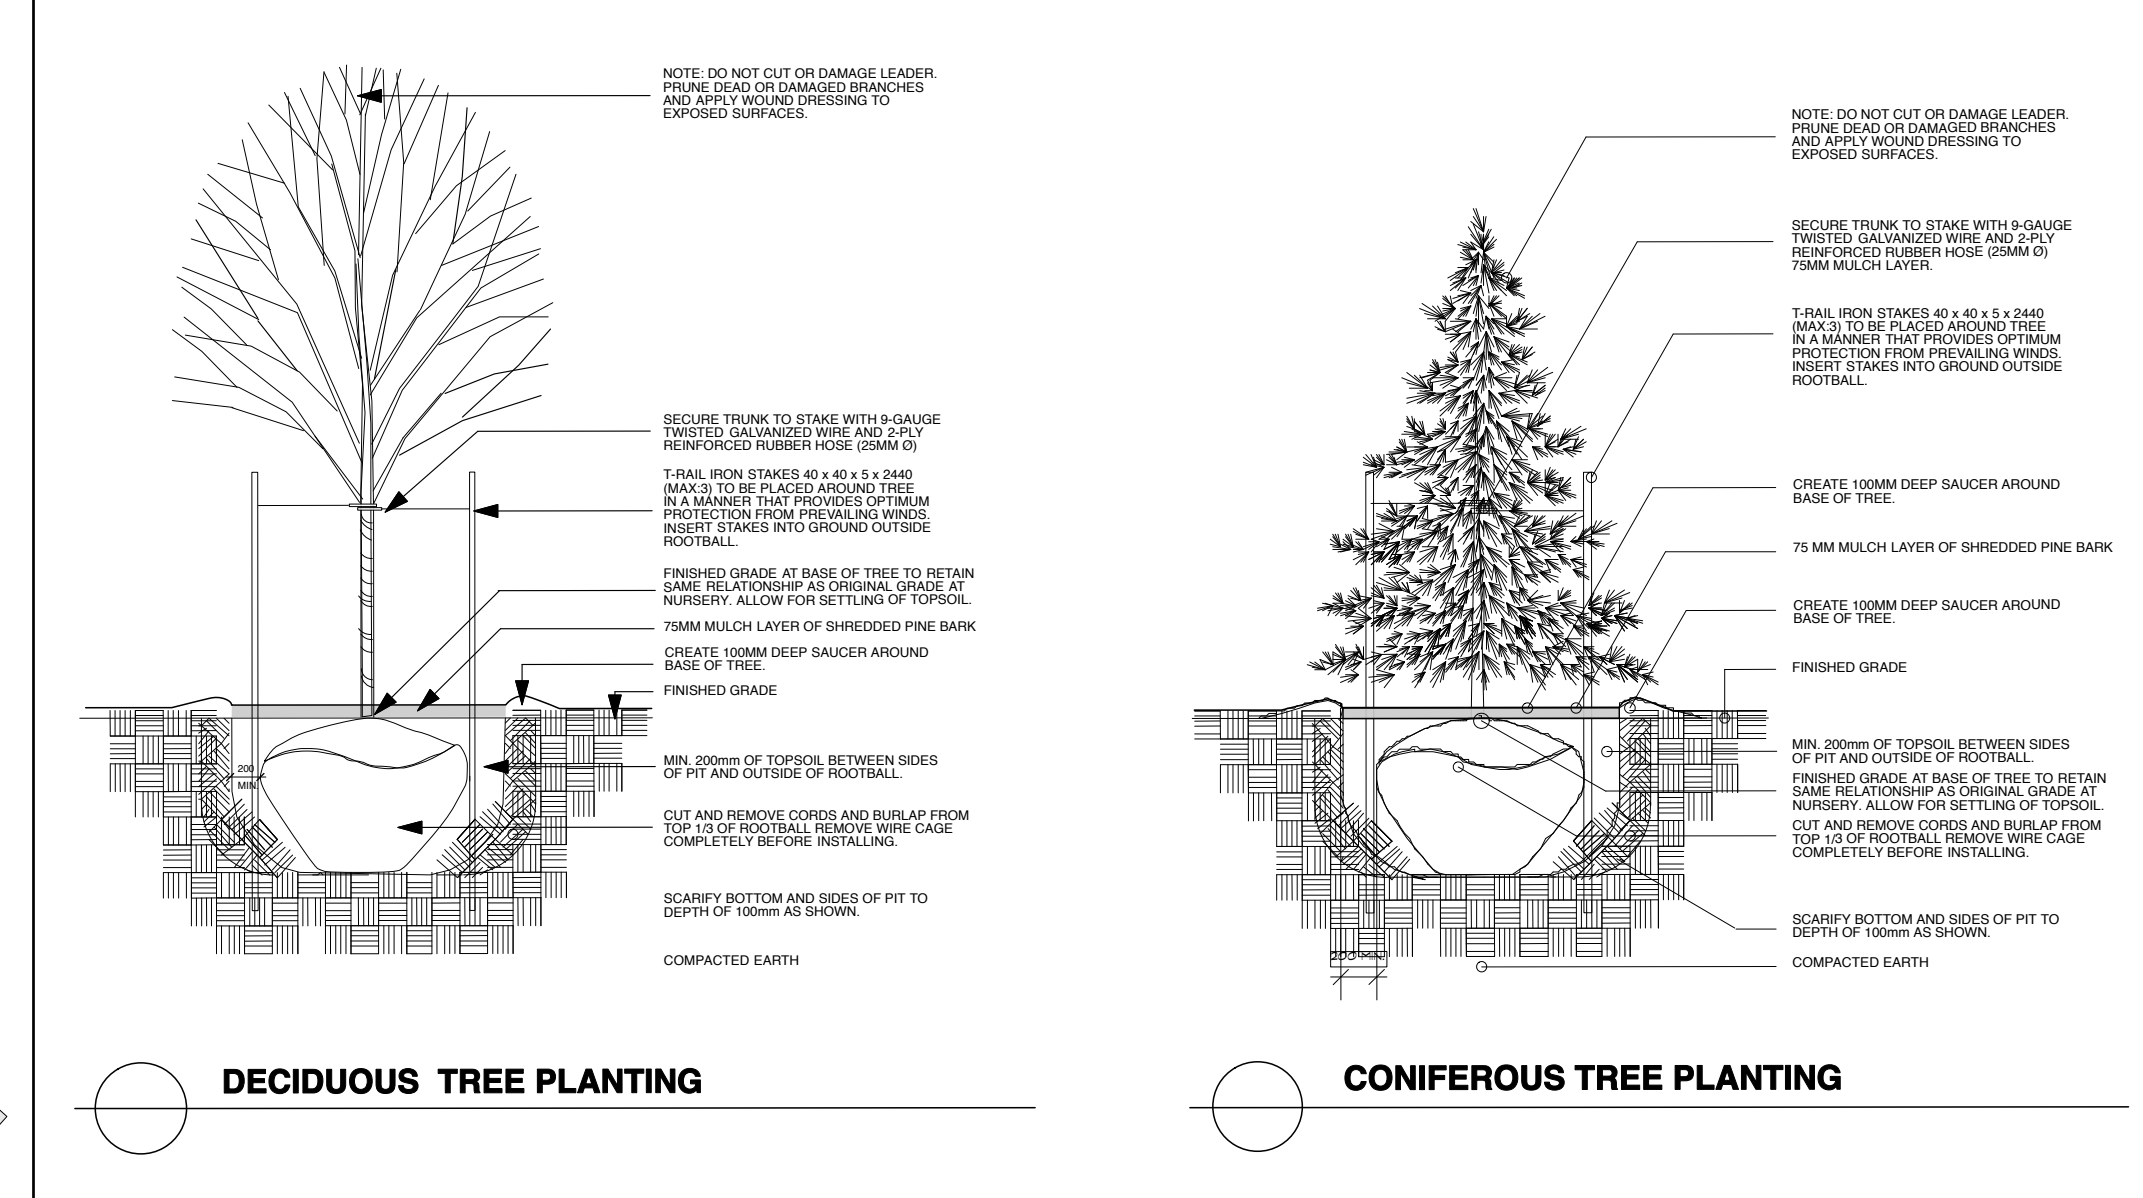 NOTE: DO NOT CUT OR DAMAGE LEADER.
PRUNE DEAD OR DAMAGED BRANCHES
AND APPLY WOUND DRESSING TO
EXPOSED SURFACES.
SECURE TRUNK TO STAKE WITH 9-GAUGE
TWISTED GALVANIZED WIRE AND 2-PLY
REINFORCED RUBBER HOSE (25MM Ø)
T-RAIL IRON STAKES 40 x 40 x 5 x 2440
(MAX:3) TO BE PLACED AROUND TREE
IN A MANNER THAT PROVIDES OPTIMUM
PROTECTION FROM PREVAILING WINDS.
INSERT STAKES INTO GROUND OUTSIDE
ROOTBALL.
FINISHED GRADE AT BASE OF TREE TO RETAIN
SAME RELATIONSHIP AS ORIGINAL GRADE AT
NURSERY. ALLOW FOR SETTLING OF TOPSOIL.
75MM MULCH LAYER OF SHREDDED PINE BARK
CREATE 100MM DEEP SAUCER AROUND
BASE OF TREE.
FINISHED GRADE
200
MIN.
MIN. 200mm OF TOPSOIL BETWEEN SIDES
OF PIT AND OUTSIDE OF ROOTBALL.
CUT AND REMOVE CORDS AND BURLAP FROM
TOP 1/3 OF ROOTBALL REMOVE WIRE CAGE
COMPLETELY BEFORE INSTALLING.
SCARIFY BOTTOM AND SIDES OF PIT TO
DEPTH OF 100mm AS SHOWN.
COMPACTED EARTH
DECIDUOUS TREE PLANTING
NOTE: DO NOT CUT OR DAMAGE LEADER.
PRUNE DEAD OR DAMAGED BRANCHES
AND APPLY WOUND DRESSING TO
EXPOSED SURFACES.
SECURE TRUNK TO STAKE WITH 9-GAUGE
TWISTED GALVANIZED WIRE AND 2-PLY
REINFORCED RUBBER HOSE (25MM Ø)
75MM MULCH LAYER.
T-RAIL IRON STAKES 40 x 40 x 5 x 2440
(MAX:3) TO BE PLACED AROUND TREE
IN A MANNER THAT PROVIDES OPTIMUM
PROTECTION FROM PREVAILING WINDS.
INSERT STAKES INTO GROUND OUTSIDE
ROOTBALL.
CREATE 100MM DEEP SAUCER AROUND
BASE OF TREE.
75 MM MULCH LAYER OF SHREDDED PINE BARK
CREATE 100MM DEEP SAUCER AROUND
BASE OF TREE.
FINISHED GRADE
MIN. 200mm OF TOPSOIL BETWEEN SIDES
OF PIT AND OUTSIDE OF ROOTBALL.
FINISHED GRADE AT BASE OF TREE TO RETAIN
SAME RELATIONSHIP AS ORIGINAL GRADE AT
NURSERY. ALLOW FOR SETTLING OF TOPSOIL.
CUT AND REMOVE CORDS AND BURLAP FROM
TOP 1/3 OF ROOTBALL REMOVE WIRE CAGE
COMPLETELY BEFORE INSTALLING.
SCARIFY BOTTOM AND SIDES OF PIT TO
DEPTH OF 100mm AS SHOWN.
200 MIN.
COMPACTED EARTH
CONIFEROUS TREE PLANTING